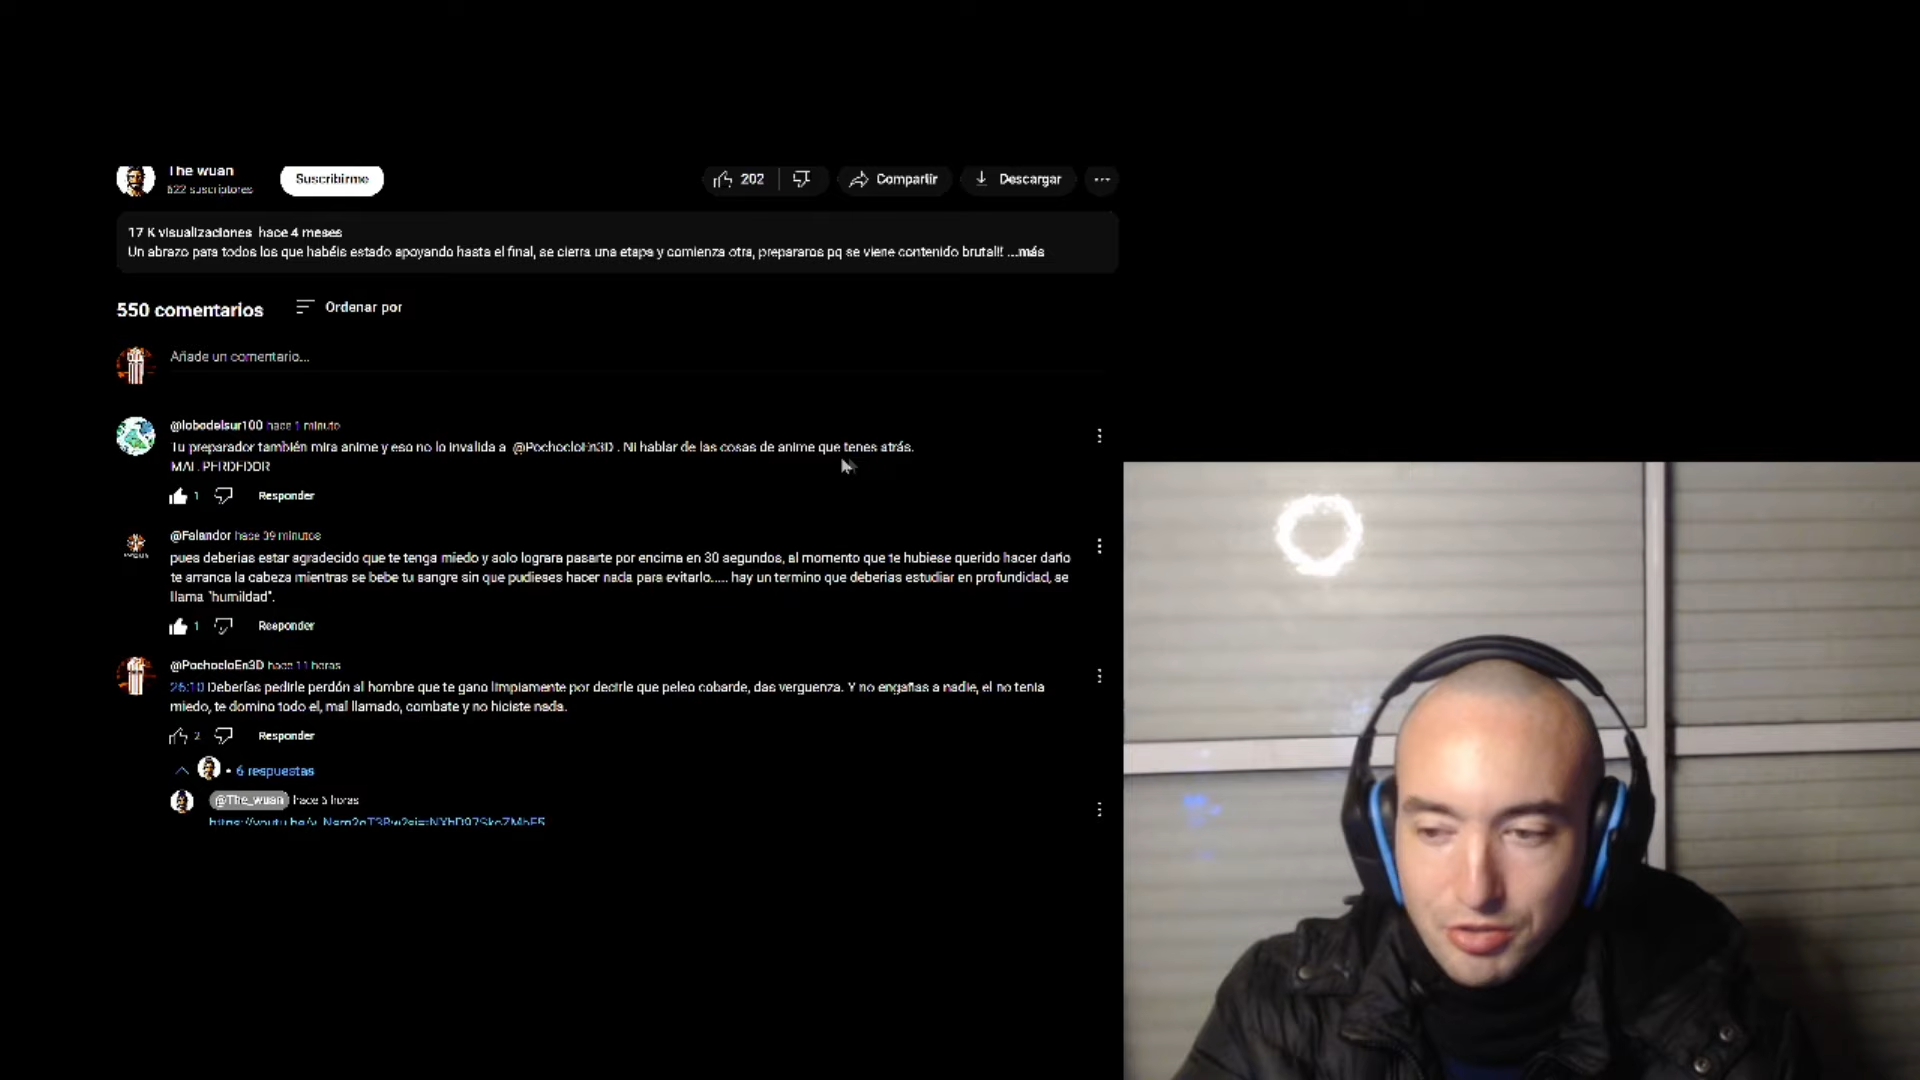 The wuan
622 suscriptores
Suscribirme
202
Compartir
Descargar
17 K visualizaciones hace 4 meses
Un abrazo para todos los que habéis estado apoyando hasta el final, se cierra una etapa y comienza otra, prepararos pq se viene contenido brutal!! ...más
550 comentarios
Ordenar por
Añade un comentario...
@lobodelsur100 hace 1 minuto
Tu preparador también mira anime y eso no lo invalida a @PochocloEn3D . Ni hablar de las cosas de anime que tenes atrás.
MAL PERDEDOR
1
Responder
@Falandor hace 39 minutos
pues deberias estar agradecido que te tenga miedo y solo lograra pasarte por encima en 30 segundos, al momento que te hubiese querido hacer daño
te arranca la cabeza mientras se bebe tu sangre sin que pudieses hacer nada para evitarlo..... hay un termino que deberias estudiar en profundidad, se
llama "humildad".
1
Responder
@PochocloEn3D hace 11 horas
26:10 Deberías pedirle perdón al hombre que te gano limpiamente por decirle que peleo cobarde, das verguenza. Y no engañas a nadie, el no tenia
miedo, te domino todo el, mal llamado, combate y no hiciste nada.
2
Responder
• 6 respuestas
@The_wuan hace 5 horas